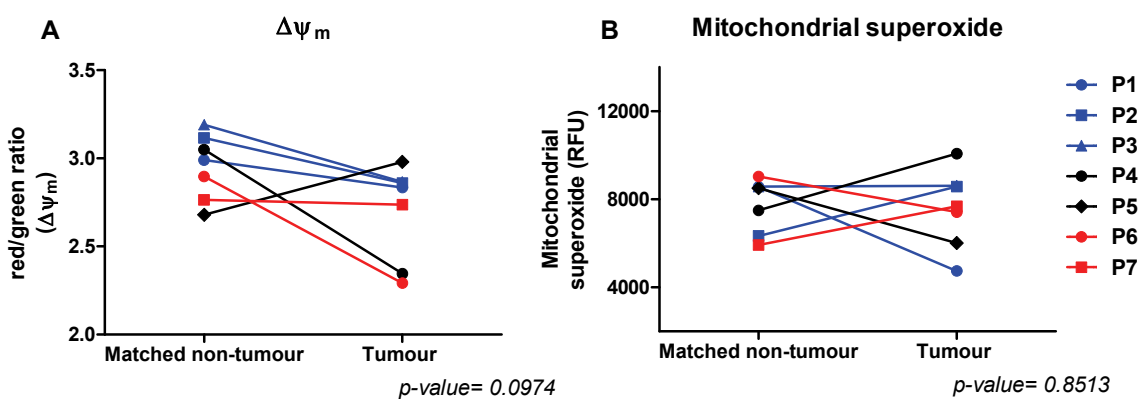 A
Δψm
red/green ratio
(Δψm)
3.5
3.0
2.5
2.0
Matched non-tumour Tumour
p-value= 0.0974
B
Mitochondrial superoxide
Mitochondrial
superoxide (RFU)
12000
8000
4000
Matched non-tumour Tumour
p-value= 0.8513
P1
P2
P3
P4
P5
P6
P7